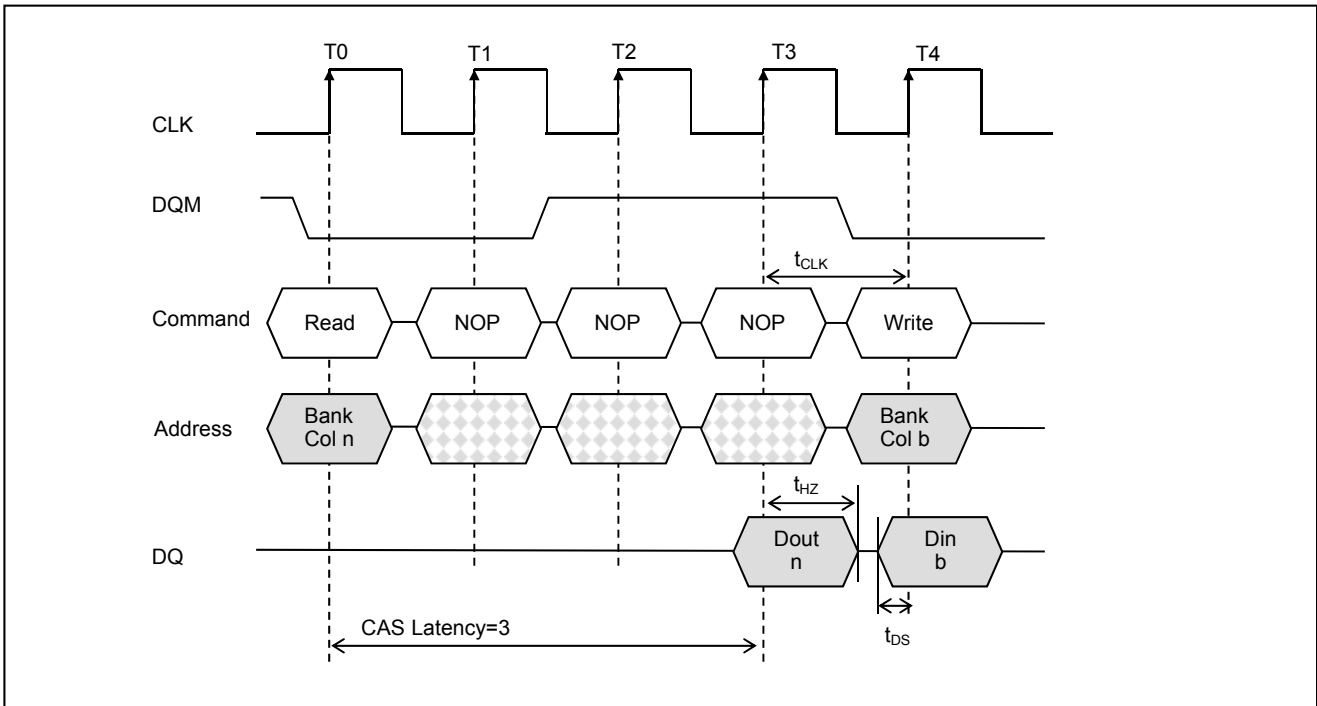 T0 T1 T2 T3 T4
CLK
DQM
tCLK
Command Read NOP NOP NOP Write
Address Bank Col n Bank Col b
tHZ
DQ Dout n Din b
tDS
CAS Latency=3